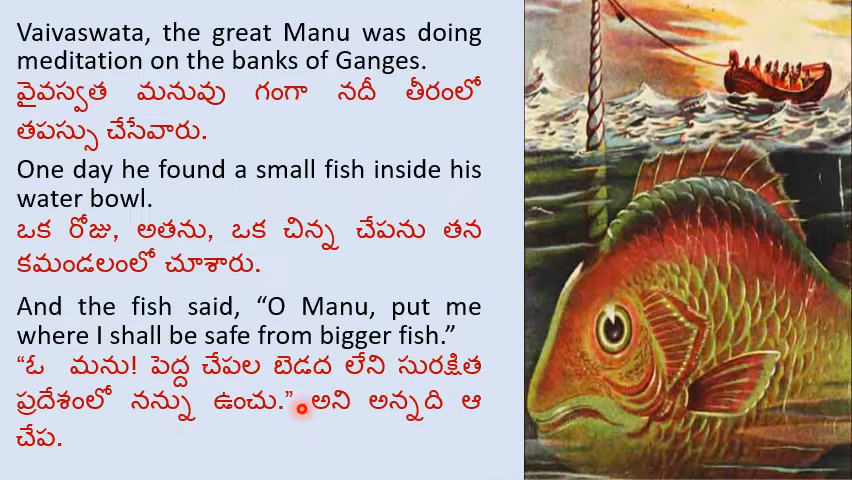 Vaivaswata, the great Manu was doing
meditation on the banks of Ganges.
వైవస్వత మనువు గంగా నదీ తీరంలో
తపస్సు చేసేవారు.
One day he found a small fish inside his
water bowl.
ఒక రోజు, అతను, ఒక చిన్న చేపను తన
కమండలంలో చూశారు.
And the fish said, “O Manu, put me
where I shall be safe from bigger fish.”
“ఓ మను! పెద్ద చేపల బెడద లేని సురక్షిత
ప్రదేశంలో నన్ను ఉంచు.” అని అన్నది ఆ
చేప.